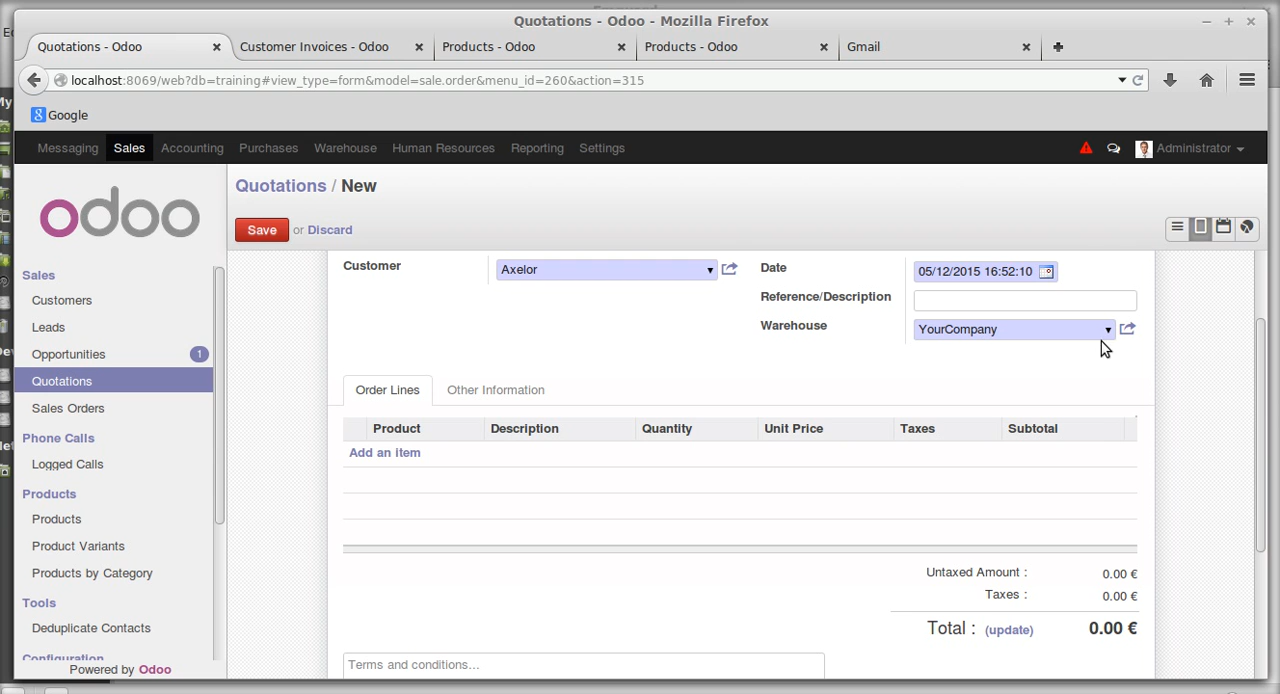 Quotations - Odoo - Mozilla Firefox
Quotations - Odoo Customer Invoices - Odoo Products - Odoo Products - Odoo Gmail
localhost:8069/web?db=training#view_type=form&model=sale.order&menu_id=260&action=315
Google
Messaging Sales Accounting Purchases Warehouse Human Resources Reporting Settings Administrator
odoo
Quotations / New
Save or Discard
Sales
Customers
Leads
Opportunities 1
Quotations
Sales Orders
Phone Calls
Logged Calls
Products
Products
Product Variants
Products by Category
Tools
Deduplicate Contacts
Configuration
Powered by Odoo
Customer Axelor
Date 05/12/2015 16:52:10
Reference/Description
Warehouse YourCompany
Order Lines Other Information
Product Description Quantity Unit Price Taxes Subtotal
Add an item
Untaxed Amount : 0.00 €
Taxes : 0.00 €
Total : (update) 0.00 €
Terms and conditions...